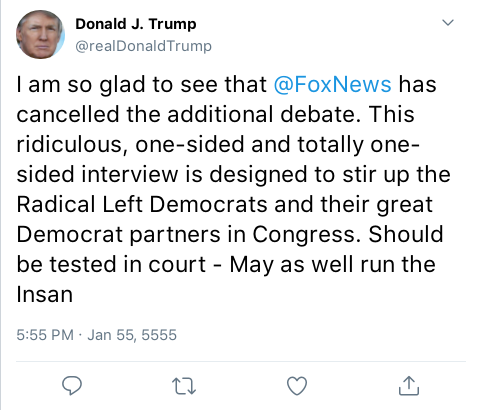 Donald J. Trump
@realDonaldTrump
I am so glad to see that @FoxNews has
cancelled the additional debate. This
ridiculous, one-sided and totally one-
sided interview is designed to stir up the
Radical Left Democrats and their great
Democrat partners in Congress. Should
be tested in court - May as well run the
Insan
5:55 PM · Jan 55, 5555